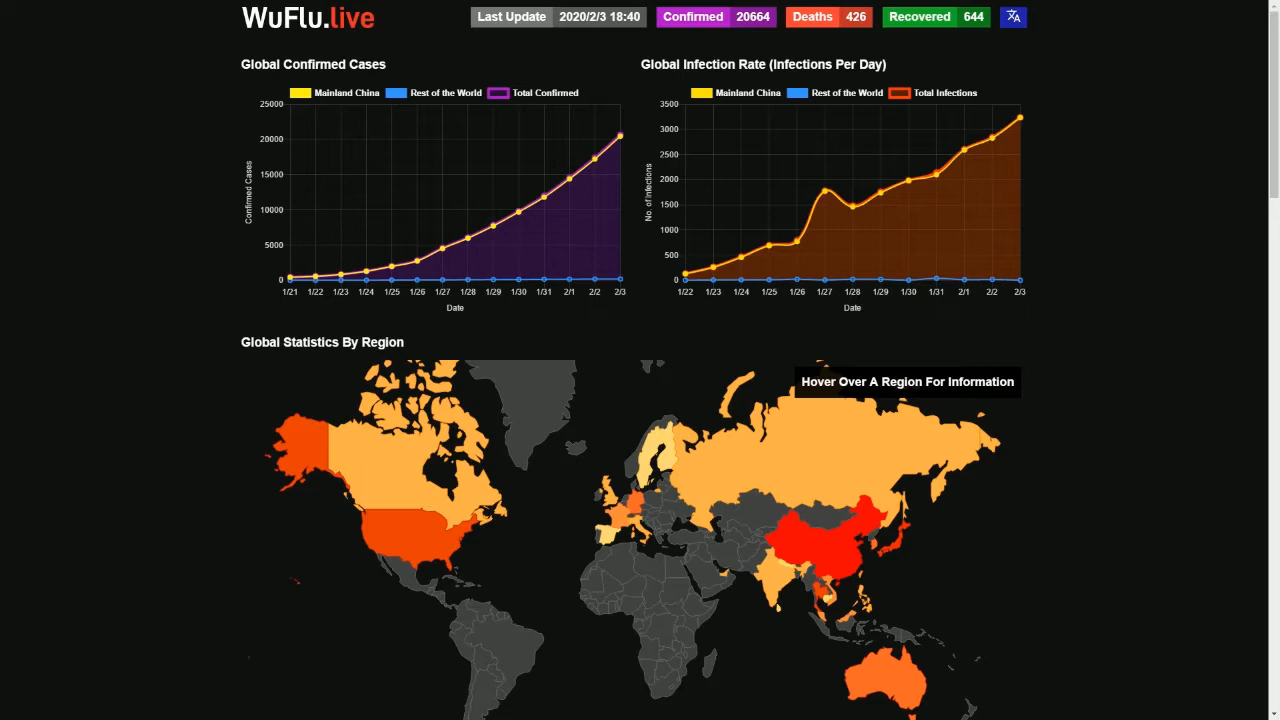 WuFlu.live
Last Update 2020/2/3 18:40 Confirmed 20664 Deaths 426 Recovered 644
Global Confirmed Cases
Mainland China Rest of the World Total Confirmed
25000
20000
15000
10000
5000
0
Confirmed Cases
1/21 1/22 1/23 1/24 1/25 1/26 1/27 1/28 1/29 1/30 1/31 2/1 2/2 2/3
Date
Global Infection Rate (Infections Per Day)
Mainland China Rest of the World Total Infections
3500
3000
2500
2000
1500
1000
500
0
No. of Infections
1/22 1/23 1/24 1/25 1/26 1/27 1/28 1/29 1/30 1/31 2/1 2/2 2/3
Date
Global Statistics By Region
Hover Over A Region For Information